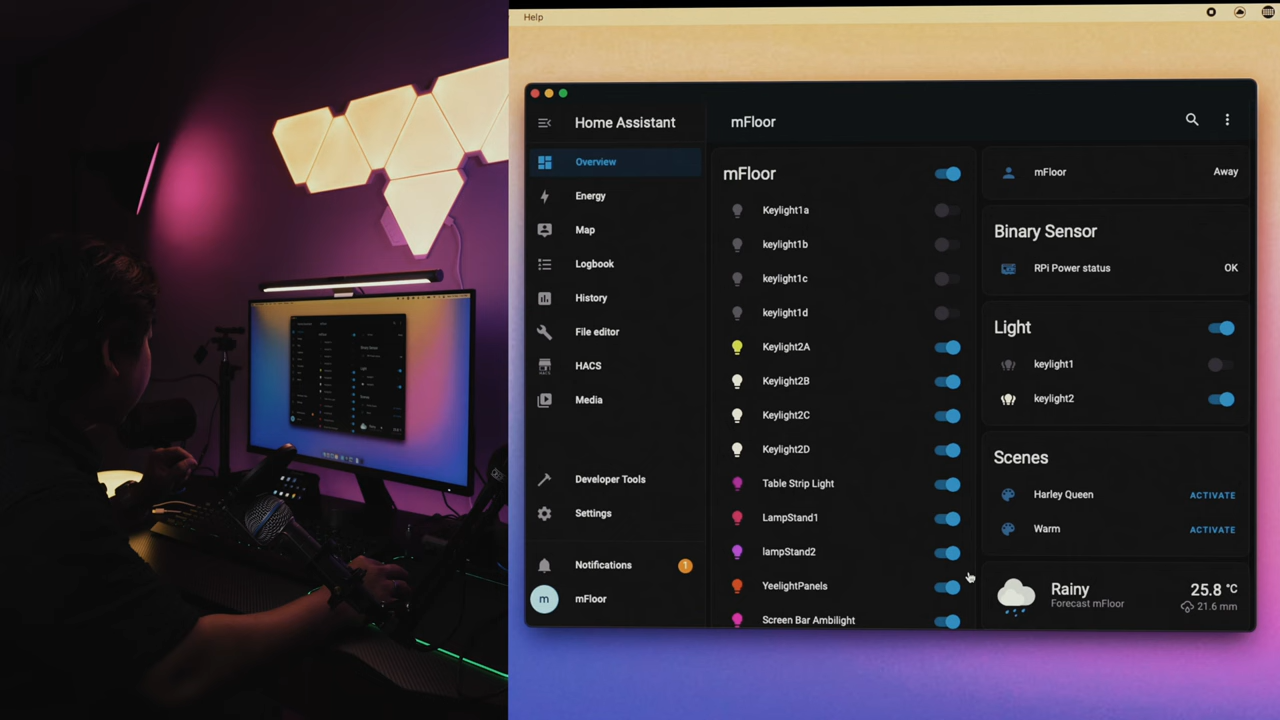 Help
Home Assistant
Overview
Energy
Map
Logbook
History
File editor
HACS
Media
Developer Tools
Settings
Notifications
1
m
mFloor
mFloor
mFloor
Keylight1a
keylight1b
keylight1c
keylight1d
Keylight2A
Keylight2B
Keylight2C
Keylight2D
Table Strip Light
LampStand1
lampStand2
YeelightPanels
Screen Bar Ambilight
mFloor Away
Binary Sensor
RPi Power status OK
Light
keylight1
keylight2
Scenes
Harley Queen ACTIVATE
Warm ACTIVATE
Rainy 25.8 °C
Forecast mFloor 21.6 mm